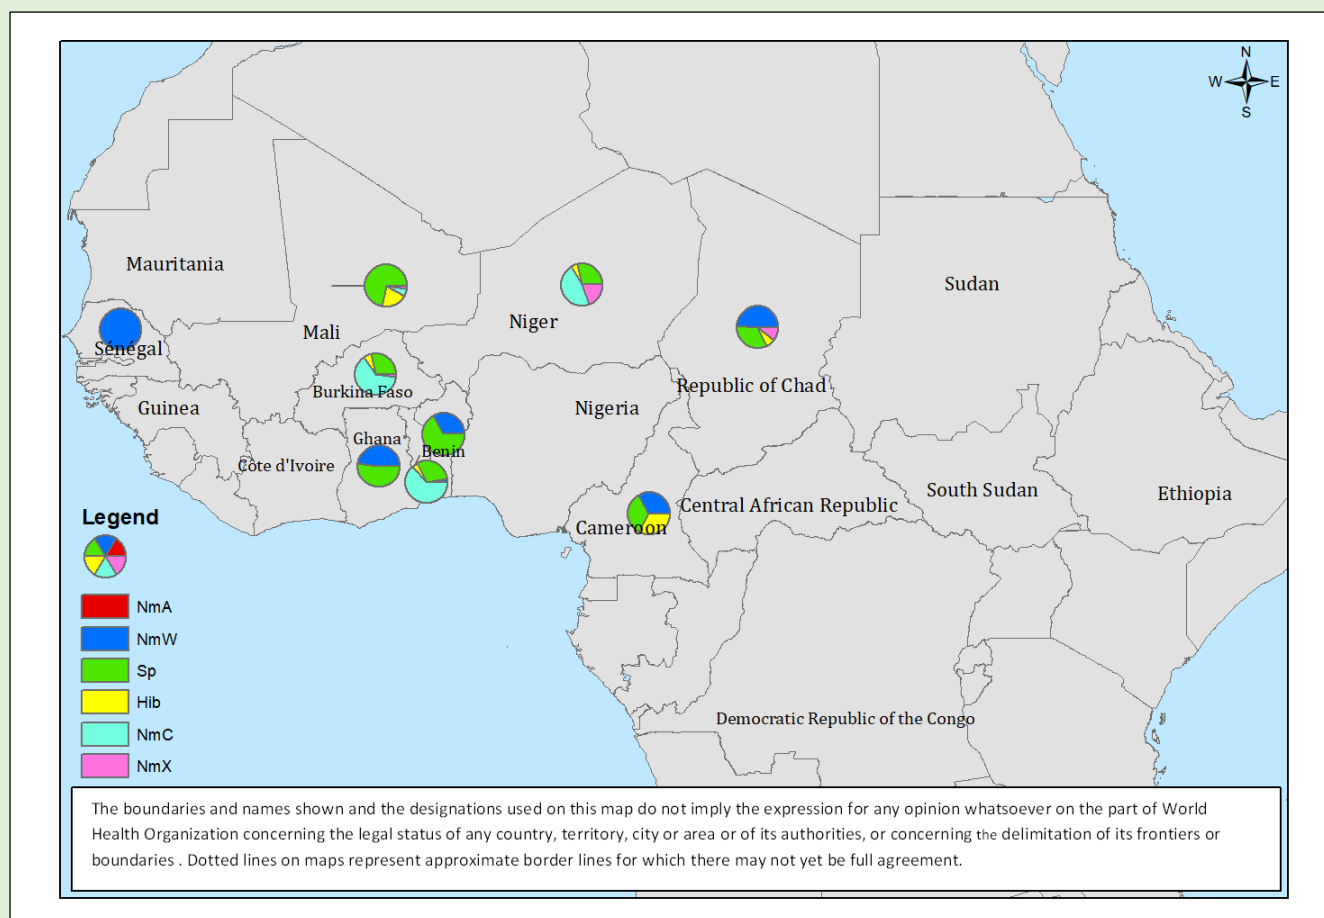 N
W E
S
Mauritania
Sudan
Mali
Niger
Sénégal
Republic of Chad
Burkina Faso
Guinea
Nigeria
Ghana
Benin
Côte d'Ivoire
South Sudan
Ethiopia
Central African Republic
Cameroon
Legend
NmA
NmW
Sp
Hib
NmC
NmX
Democratic Republic of the Congo
The boundaries and names shown and the designations used on this map do not imply the expression for any opinion whatsoever on the part of World
Health Organization concerning the legal status of any country, territory, city or area or of its authorities, or concerning the delimitation of its frontiers or
boundaries . Dotted lines on maps represent approximate border lines for which there may not yet be full agreement.